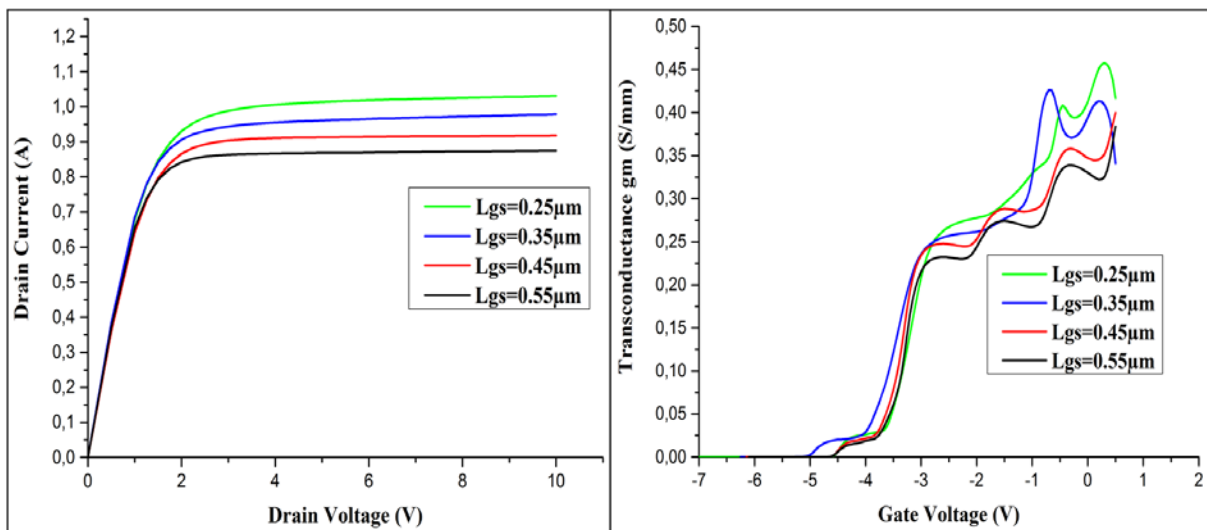 Drain Current (A)
1,2
1,1
1,0
0,9
0,8
0,7
0,6
0,5
0,4
0,3
0,2
0,1
0,0
Lgs=0.25µm
Lgs=0.35µm
Lgs=0.45µm
Lgs=0.55µm
0 2 4 6 8 10
Drain Voltage (V)
Transconductance gm (S/mm)
0,50
0,45
0,40
0,35
0,30
0,25
0,20
0,15
0,10
0,05
0,00
Lgs=0.25µm
Lgs=0.35µm
Lgs=0.45µm
Lgs=0.55µm
-7 -6 -5 -4 -3 -2 -1 0 1 2
Gate Voltage (V)